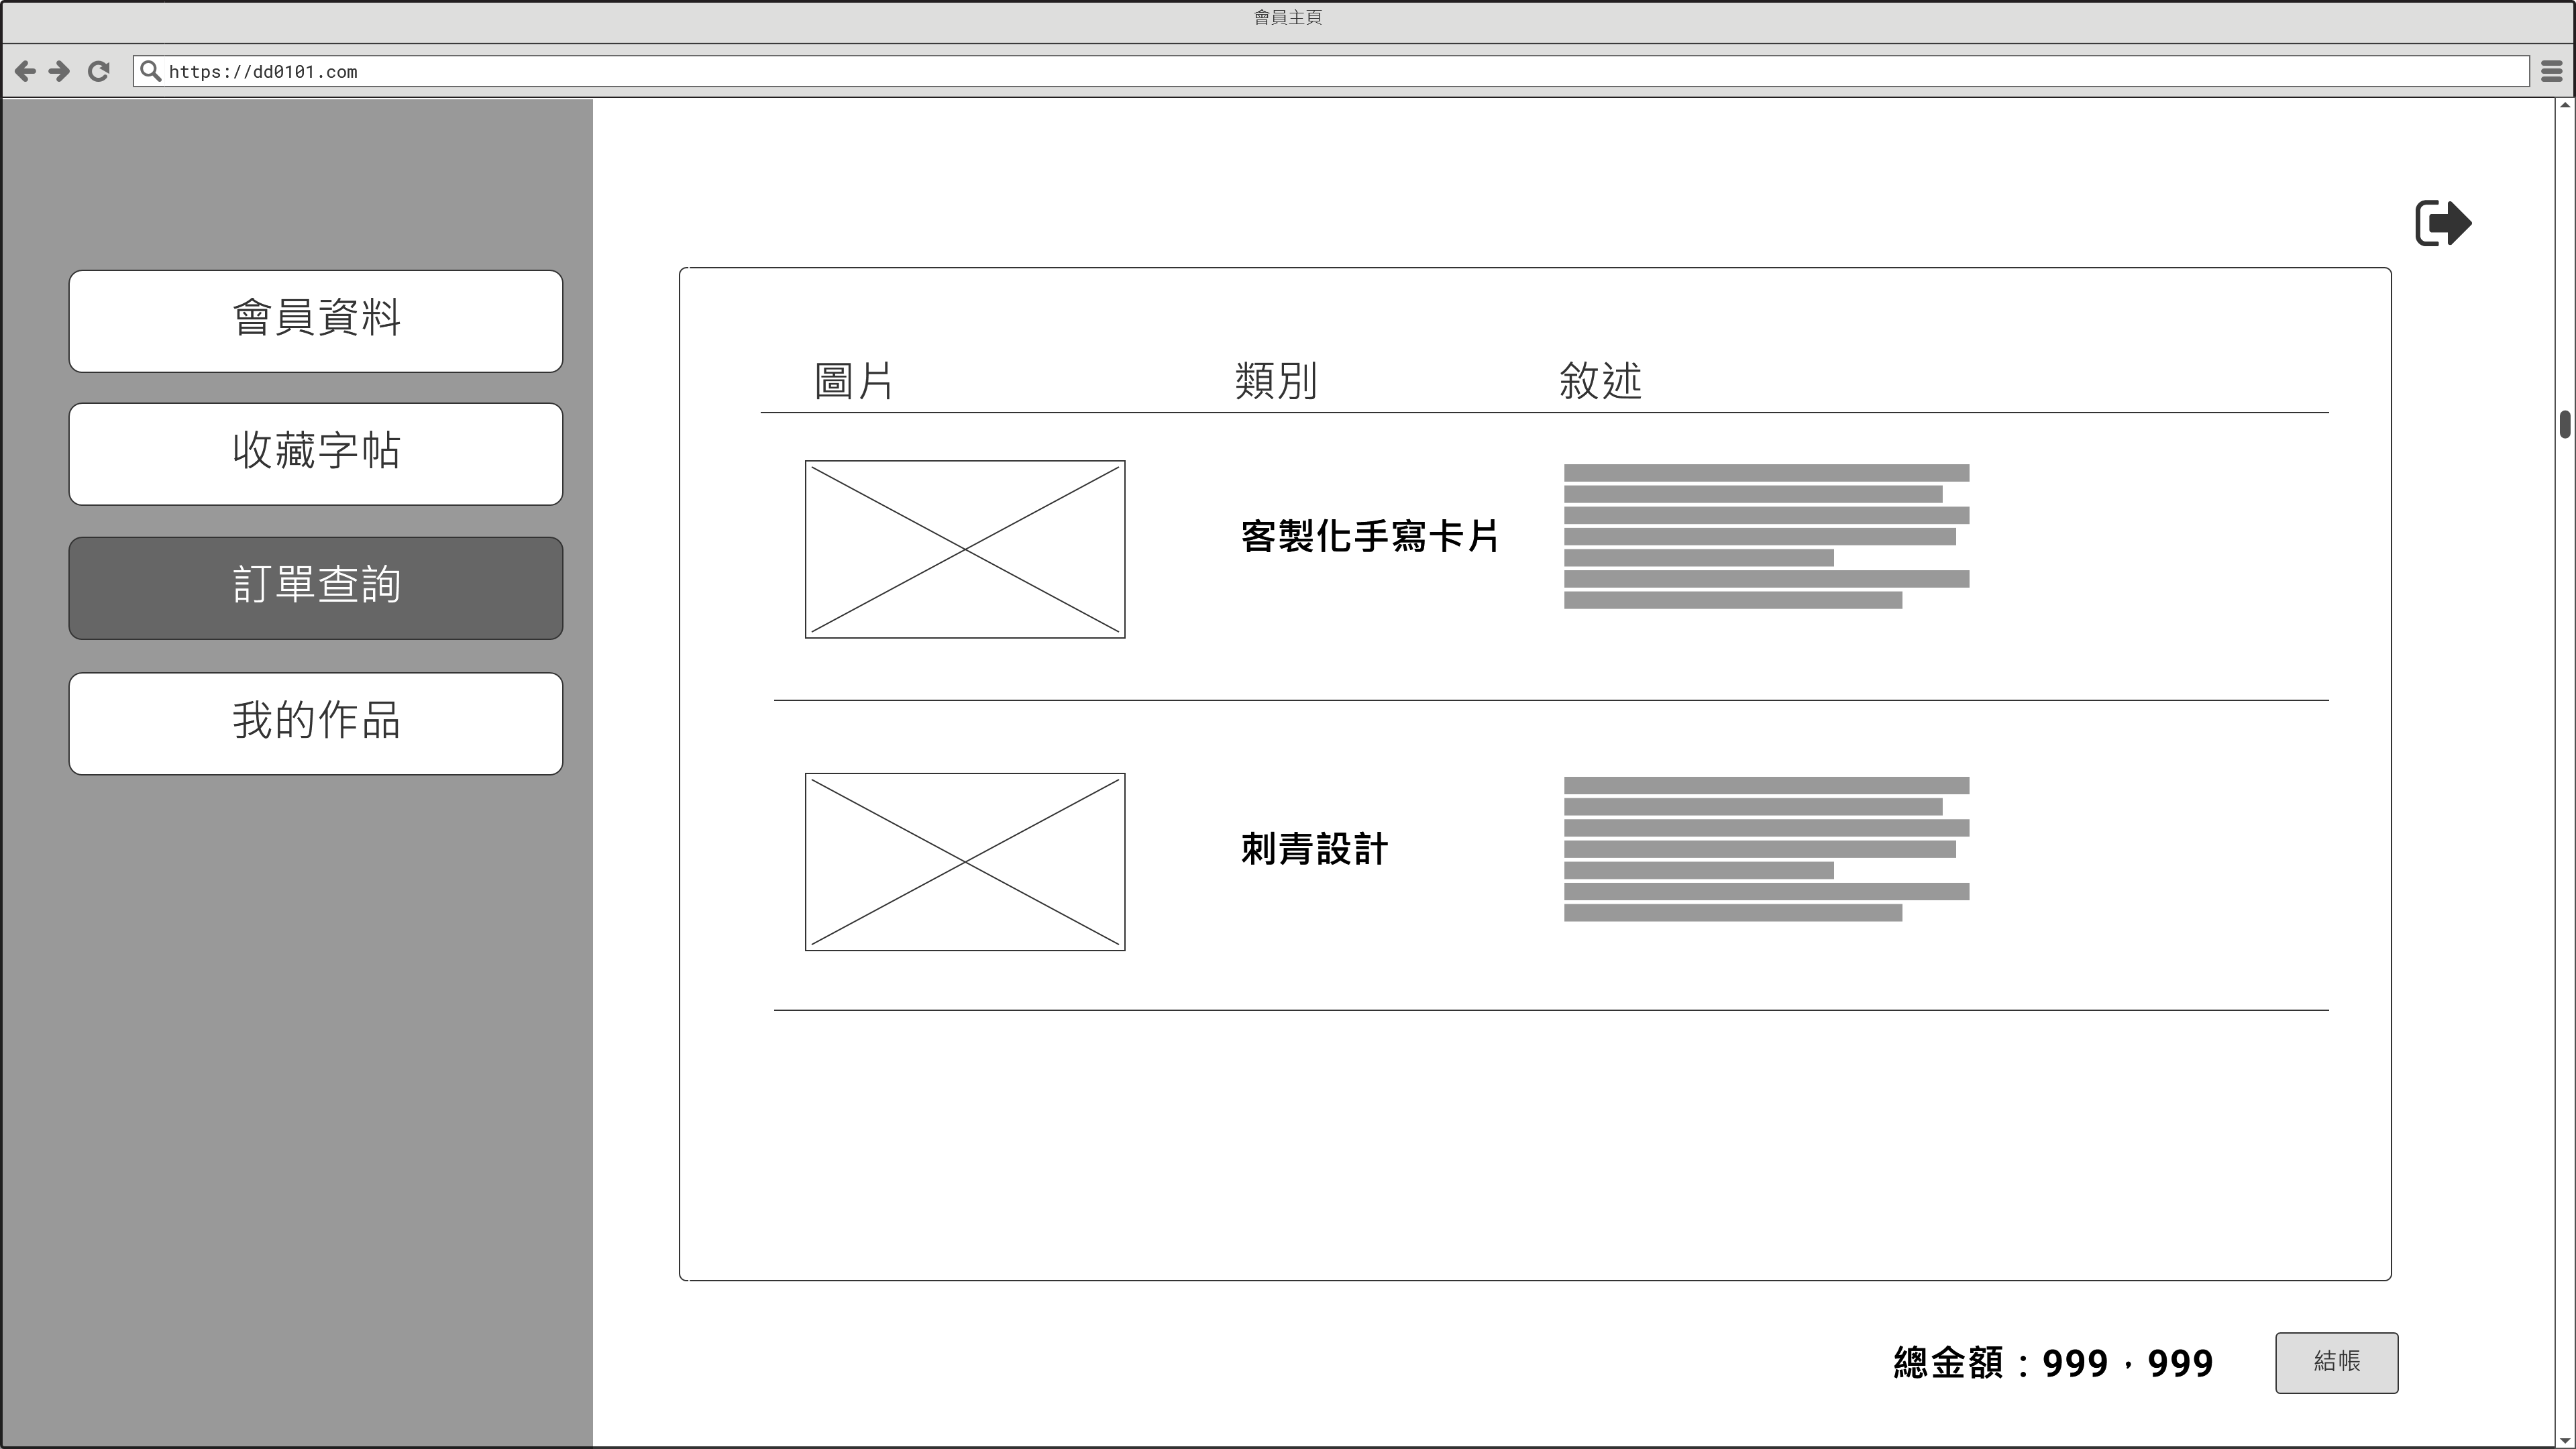 會員主頁
https://dd0101.com
會員資料
收藏字帖
訂單查詢
我的作品
圖片 類別 敘述
客製化手寫卡片
刺青設計
總金額：999，999
結帳